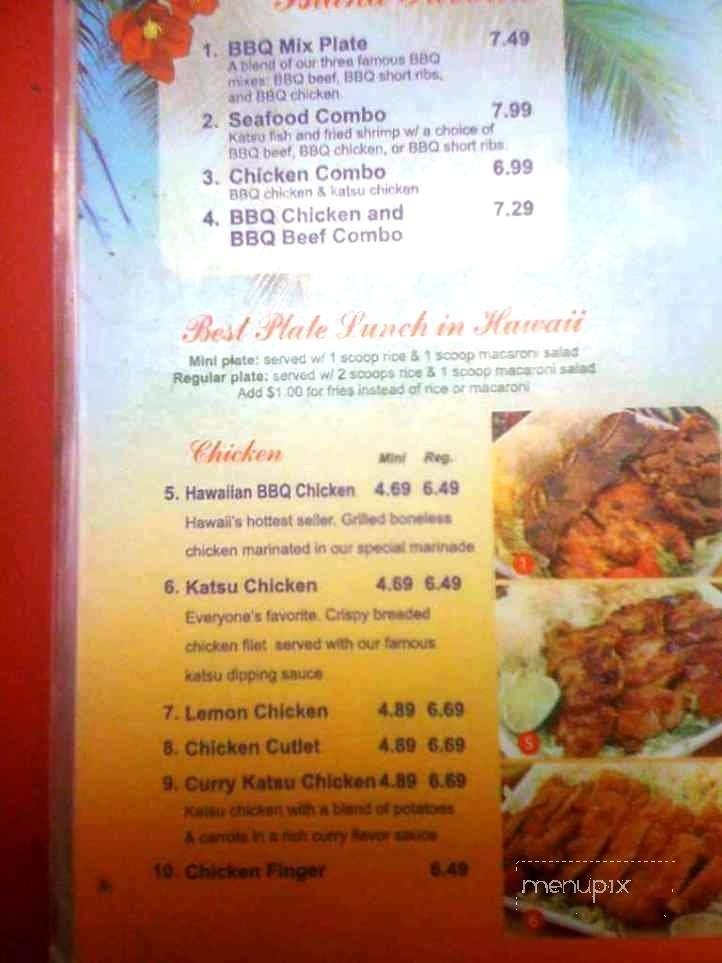 Island Favorite
1. BBQ Mix Plate 7.49
A blend of our three famous BBQ
mixes: BBQ beef, BBQ short ribs,
and BBQ chicken.
2. Seafood Combo 7.99
Katsu fish and fried shrimp w/ a choice of
BBQ beef, BBQ chicken, or BBQ short ribs.
3. Chicken Combo 6.99
BBQ chicken & katsu chicken
4. BBQ Chicken and 7.29
BBQ Beef Combo
Best Plate Lunch in Hawaii
Mini plate: served w/ 1 scoop rice & 1 scoop macaroni salad
Regular plate: served w/ 2 scoops rice & 1 scoop macaroni salad
Add $1.00 for fries instead of rice or macaroni
Chicken Mini Reg.
5. Hawaiian BBQ Chicken 4.69 6.49
Hawaii's hottest seller. Grilled boneless
chicken marinated in our special marinade
6. Katsu Chicken 4.69 6.49
Everyone's favorite. Crispy breaded
chicken filet served with our famous
katsu dipping sauce
7. Lemon Chicken 4.89 6.69
8. Chicken Cutlet 4.89 6.69
9. Curry Katsu Chicken 4.89 6.69
Katsu chicken with a blend of potatoes
& carrots in a rich curry flavor sauce
10. Chicken Finger 6.49
1
5
6
menupix